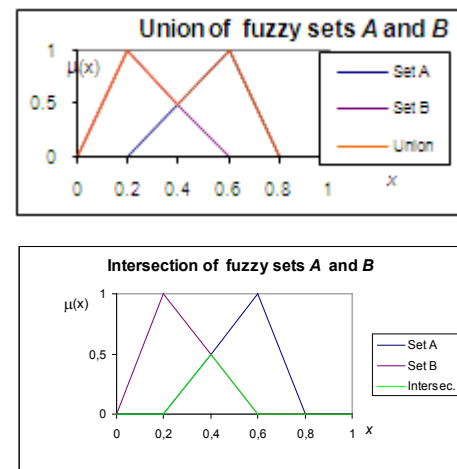 Union of fuzzy sets A and B
1
μ(x)
0.5
0
0 0.2 0.4 0.6 0.8 1
x
Set A
Set B
Union
Intersection of fuzzy sets A and B
μ(x)
1
0,5
0
0 0,2 0,4 0,6 0,8 1
x
Set A
Set B
Intersec.